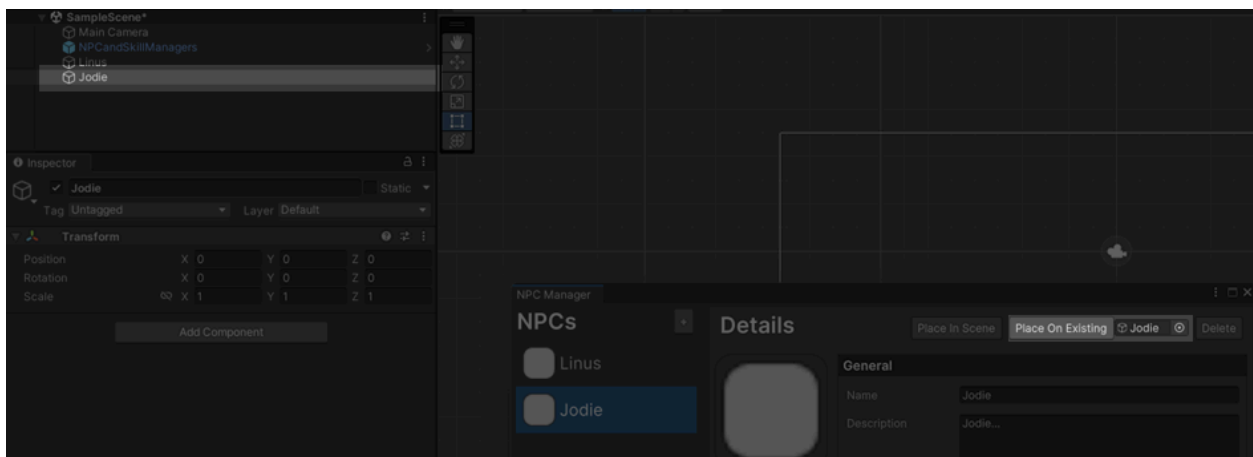 SampleScene*
Main Camera
NPCandSkillManagers
Linus
Jodie
Inspector
Jodie Static
Tag Untagged Layer Default
Transform
Position X 0 Y 0 Z 0
Rotation X 0 Y 0 Z 0
Scale X 1 Y 1 Z 1
Add Component
NPC Manager
NPCs +
Linus
Jodie
Details Place In Scene Place On Existing Jodie Delete
General
Name Jodie
Description Jodie...